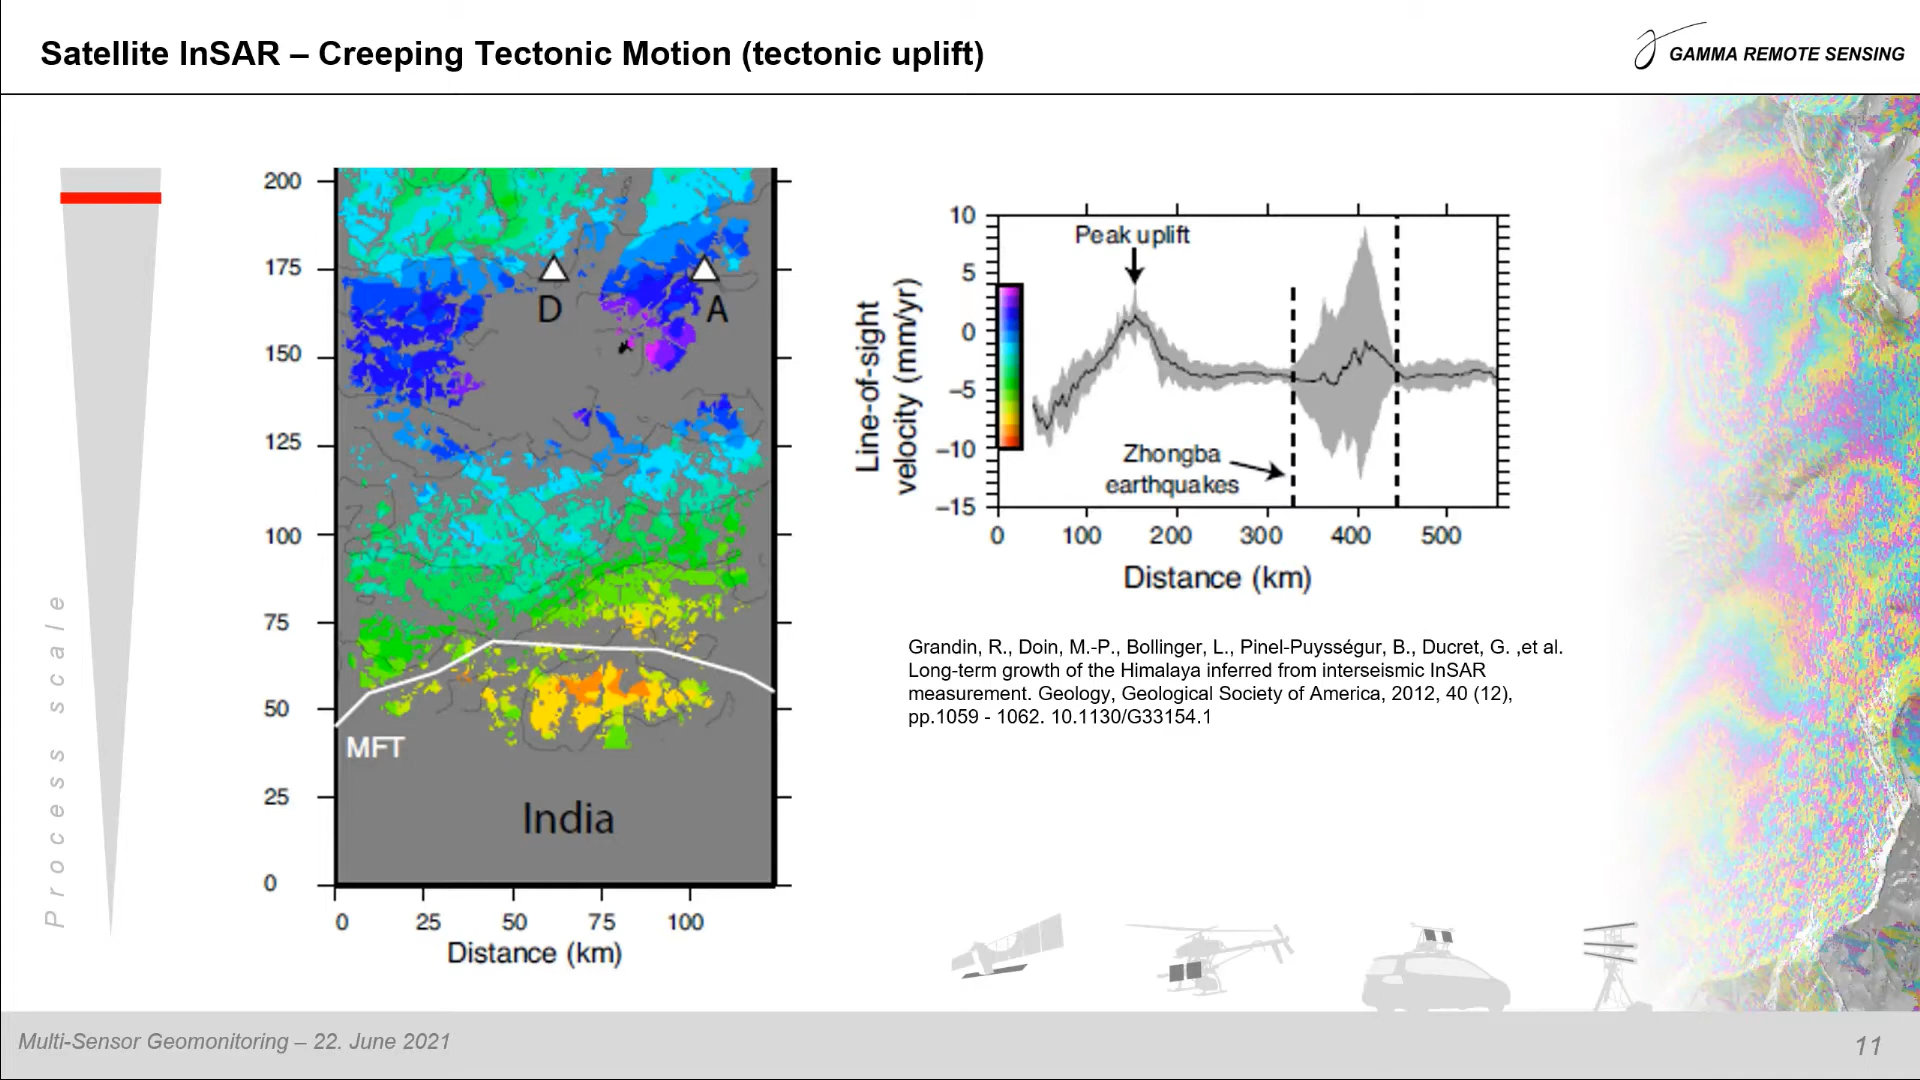 Satellite InSAR – Creeping Tectonic Motion (tectonic uplift)
GAMMA REMOTE SENSING
Process scale
200
175
150
125
100
75
50
25
0
D
A
MFT
India
0 25 50 75 100
Distance (km)
Line-of-sight
velocity (mm/yr)
10
5
0
−5
−10
−15
Peak uplift
Zhongba
earthquakes
0 100 200 300 400 500
Distance (km)
Grandin, R., Doin, M.-P., Bollinger, L., Pinel-Puysségur, B., Ducret, G. ,et al.
Long-term growth of the Himalaya inferred from interseismic InSAR
measurement. Geology, Geological Society of America, 2012, 40 (12),
pp.1059 - 1062. 10.1130/G33154.1
Multi-Sensor Geomonitoring – 22. June 2021
11